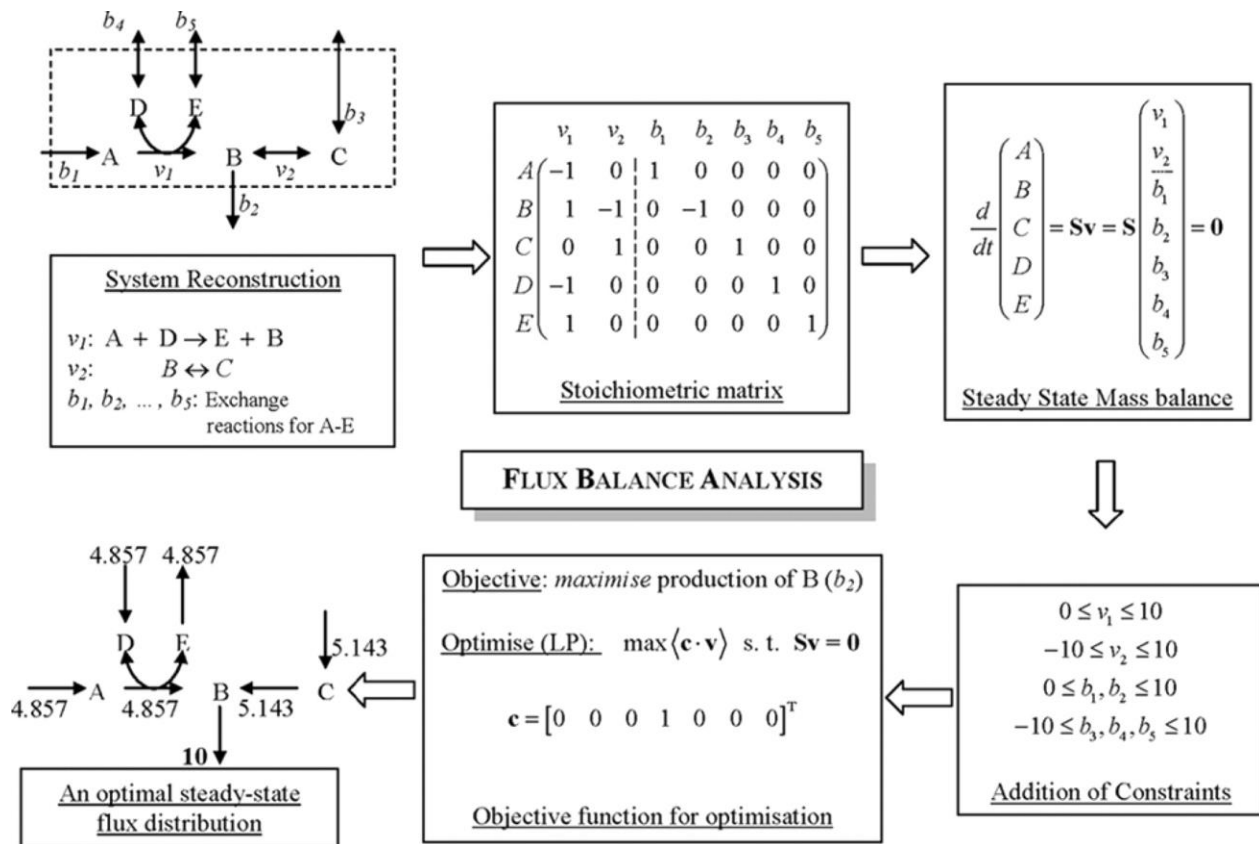 b₄ b₅
D E
b₃
A B C
b₁ v₁ v₂
b₂
System Reconstruction
v₁: A + D → E + B
v₂: B ↔ C
b₁, b₂, ... , b₅: Exchange
reactions for A-E
v₁ v₂ b₁ b₂ b₃ b₄ b₅
A −1 0 1 0 0 0 0
B 1 −1 0 −1 0 0 0
C 0 1 0 0 1 0 0
D −1 0 0 0 0 1 0
E 1 0 0 0 0 0 1
Stoichiometric matrix
d/dt (A B C D E) = Sv = S (v₁ v₂ b₁ b₂ b₃ b₄ b₅) = 0
Steady State Mass balance
FLUX BALANCE ANALYSIS
0 ≤ v₁ ≤ 10
−10 ≤ v₂ ≤ 10
0 ≤ b₁, b₂ ≤ 10
−10 ≤ b₃, b₄, b₅ ≤ 10
Addition of Constraints
Objective: maximise production of B (b₂)
Optimise (LP): max⟨c · v⟩ s. t. Sv = 0
c = [0 0 0 1 0 0 0]ᵀ
Objective function for optimisation
4.857 4.857
D E
5.143
A B C
4.857 4.857 5.143
10
An optimal steady-state
flux distribution